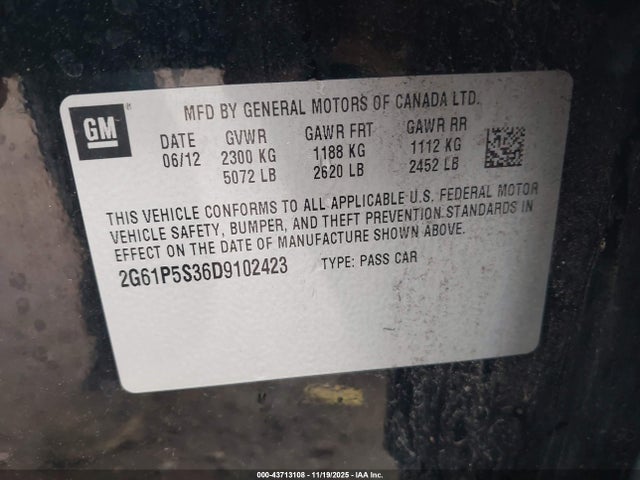 GM
MFD BY GENERAL MOTORS OF CANADA LTD.
DATE GVWR GAWR FRT GAWR RR
06/12 2300 KG 1188 KG 1112 KG
5072 LB 2620 LB 2452 LB
THIS VEHICLE CONFORMS TO ALL APPLICABLE U.S. FEDERAL MOTOR
VEHICLE SAFETY, BUMPER, AND THEFT PREVENTION STANDARDS IN
EFFECT ON THE DATE OF MANUFACTURE SHOWN ABOVE.
2G61P5S36D9102423 TYPE: PASS CAR
000-43713108 - 11/19/2025 - IAA Inc.